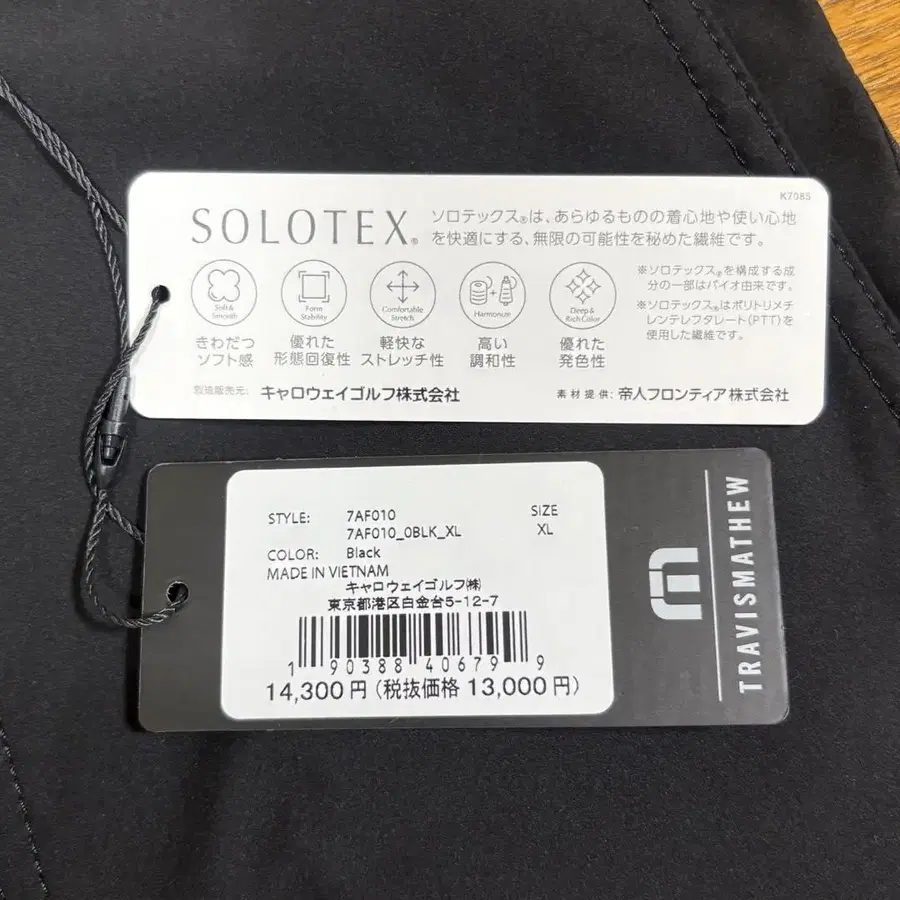 K7085
SOLOTEX®
ソロテックス®は、あらゆるものの着心地や使い心地
を快適にする、無限の可能性を秘めた繊維です。
Soft &
Smooth
きわだつ
ソフト感
Form
Stability
優れた
形態回復性
Comfortable
Stretch
軽快な
ストレッチ性
Harmonize
高い
調和性
Deep &
Rich Color
優れた
発色性
※ソロテックス®を構成する成
分の一部はバイオ由来です。
※ソロテックス®はポリトリメチ
レンテレフタレート(PTT)を
使用した繊維です。
製造販売元: キャロウェイゴルフ株式会社
素材提供: 帝人フロンティア株式会社
STYLE: 7AF010
7AF010_0BLK_XL
SIZE
XL
COLOR: Black
MADE IN VIETNAM
キャロウェイゴルフ㈱
東京都港区白金台5-12-7
1 90388 40679 9
14,300円(税抜価格 13,000円)
TRAVISMATHEW